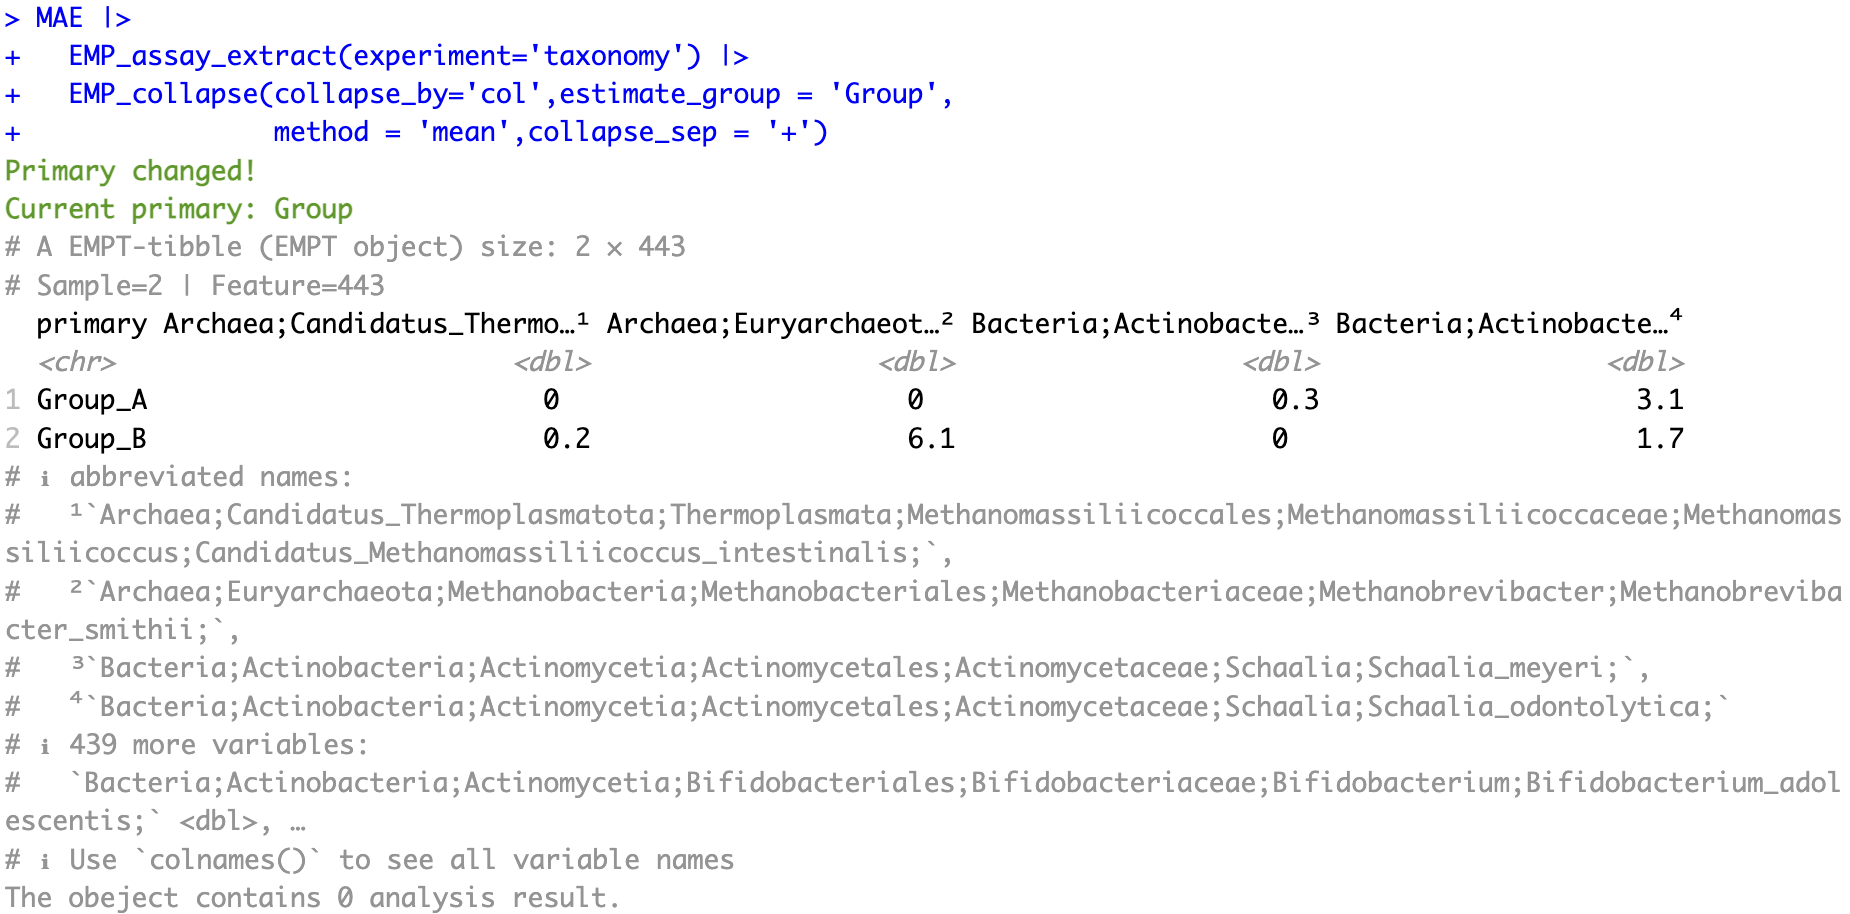 > MAE |>
+   EMP_assay_extract(experiment='taxonomy') |>
+   EMP_collapse(collapse_by='col',estimate_group = 'Group',
+                method = 'mean',collapse_sep = '+')
Primary changed!
Current primary: Group
# A EMPT-tibble (EMPT object) size: 2 × 443
# Sample=2 | Feature=443
  primary Archaea;Candidatus_Thermo…¹ Archaea;Euryarchaeot…² Bacteria;Actinobacte…³ Bacteria;Actinobacte…⁴
  <chr>                         <dbl>                  <dbl>                  <dbl>                  <dbl>
1 Group_A                         0                      0                      0.3                    3.1
2 Group_B                         0.2                    6.1                    0                      1.7
# ℹ abbreviated names:
#   ¹`Archaea;Candidatus_Thermoplasmatota;Thermoplasmata;Methanomassiliicoccales;Methanomassiliicoccaceae;Methanomas
siliicoccus;Candidatus_Methanomassiliicoccus_intestinalis;`,
#   ²`Archaea;Euryarchaeota;Methanobacteria;Methanobacteriales;Methanobacteriaceae;Methanobrevibacter;Methanobreviba
cter_smithii;`,
#   ³`Bacteria;Actinobacteria;Actinomycetia;Actinomycetales;Actinomycetaceae;Schaalia;Schaalia_meyeri;`,
#   ⁴`Bacteria;Actinobacteria;Actinomycetia;Actinomycetales;Actinomycetaceae;Schaalia;Schaalia_odontolytica;`
# ℹ 439 more variables:
#   `Bacteria;Actinobacteria;Actinomycetia;Bifidobacteriales;Bifidobacteriaceae;Bifidobacterium;Bifidobacterium_adol
escentis;` <dbl>, …
# ℹ Use `colnames()` to see all variable names
The obeject contains 0 analysis result.